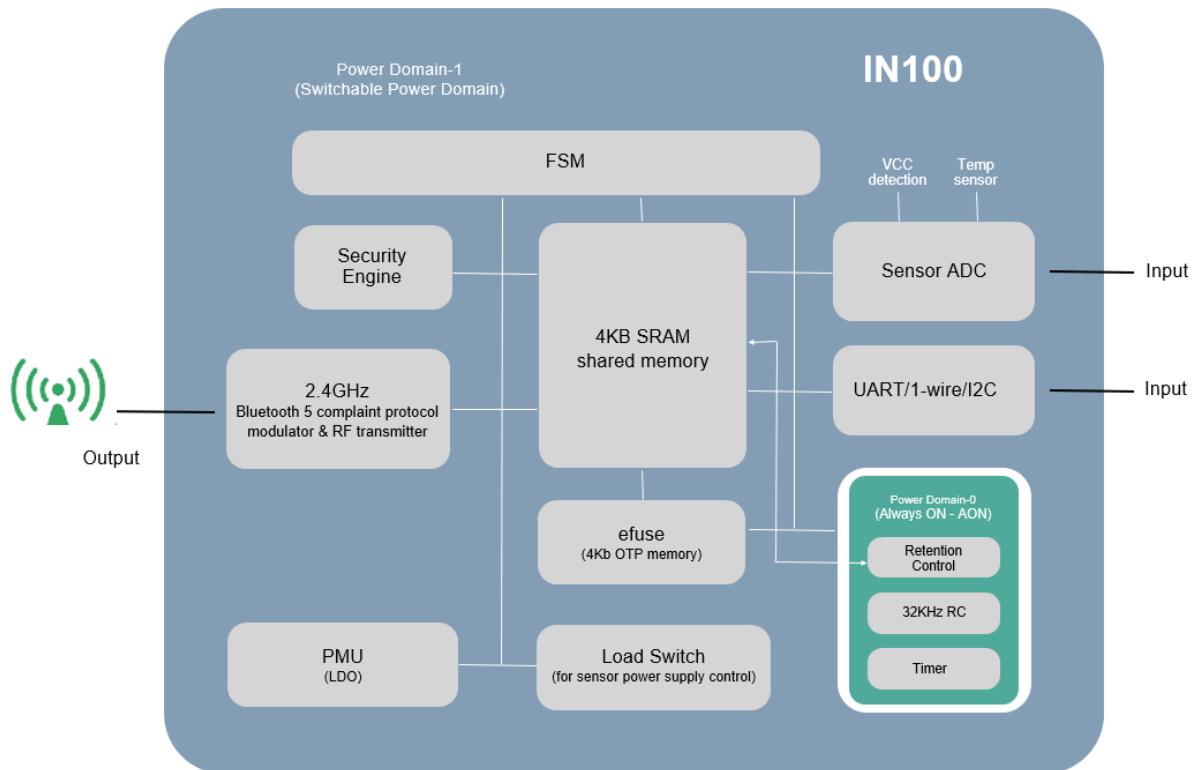 Power Domain-1
(Switchable Power Domain)
IN100
FSM
VCC
detection
Temp
sensor
Security
Engine
4KB SRAM
shared memory
Sensor ADC
Input
2.4GHz
Bluetooth 5 complaint protocol
modulator & RF transmitter
UART/1-wire/I2C
Input
Output
efuse
(4Kb OTP memory)
Power Domain-0
(Always ON - AON)
Retention
Control
32KHz RC
Timer
PMU
(LDO)
Load Switch
(for sensor power supply control)